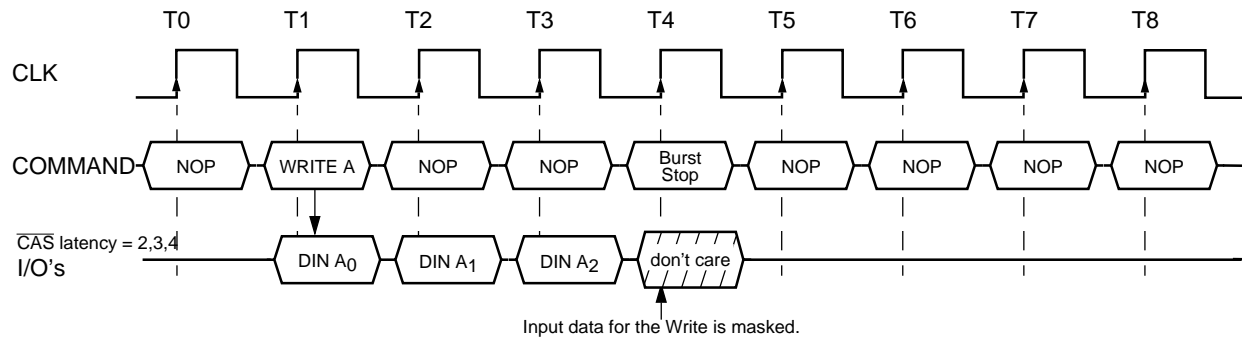 T0 T1 T2 T3 T4 T5 T6 T7 T8
CLK
COMMAND NOP WRITE A NOP NOP Burst Stop NOP NOP NOP NOP
CAS latency = 2,3,4
I/O's DIN A0 DIN A1 DIN A2 don't care
Input data for the Write is masked.